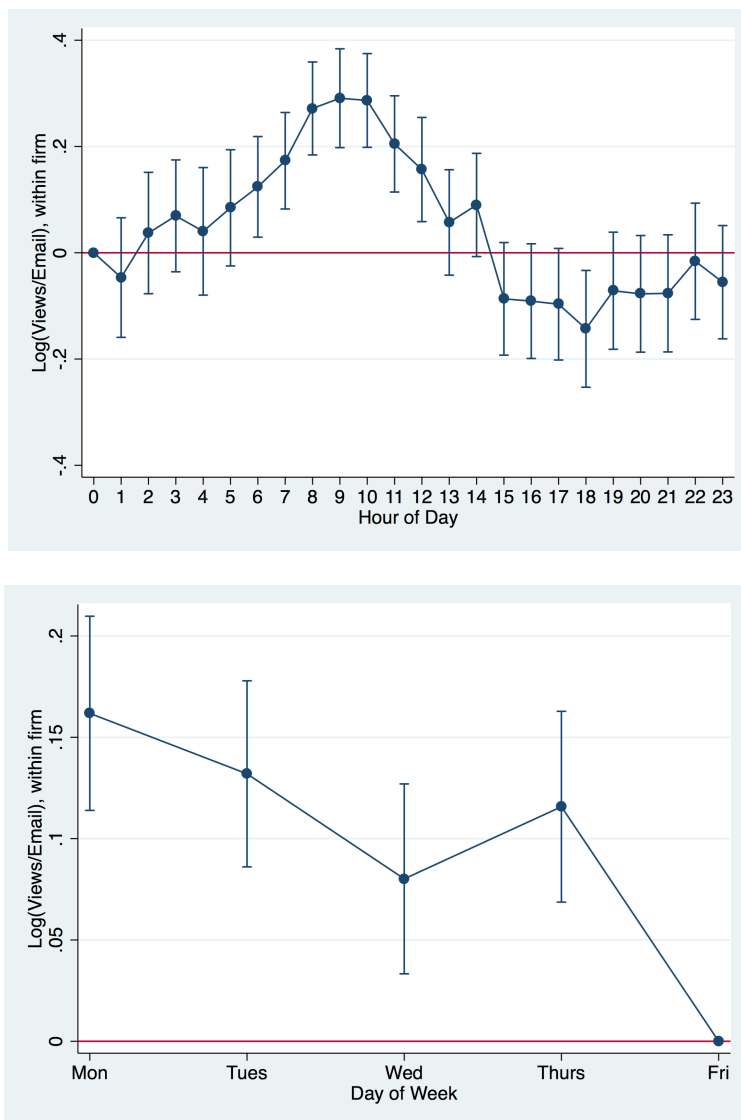 Log(Views/Email), within firm
.4
.2
0
-.2
-.4
0 1 2 3 4 5 6 7 8 9 10 11 12 13 14 15 16 17 18 19 20 21 22 23
Hour of Day
Log(Views/Email), within firm
.2
.15
.1
.05
0
Mon Tues Wed Thurs Fri
Day of Week